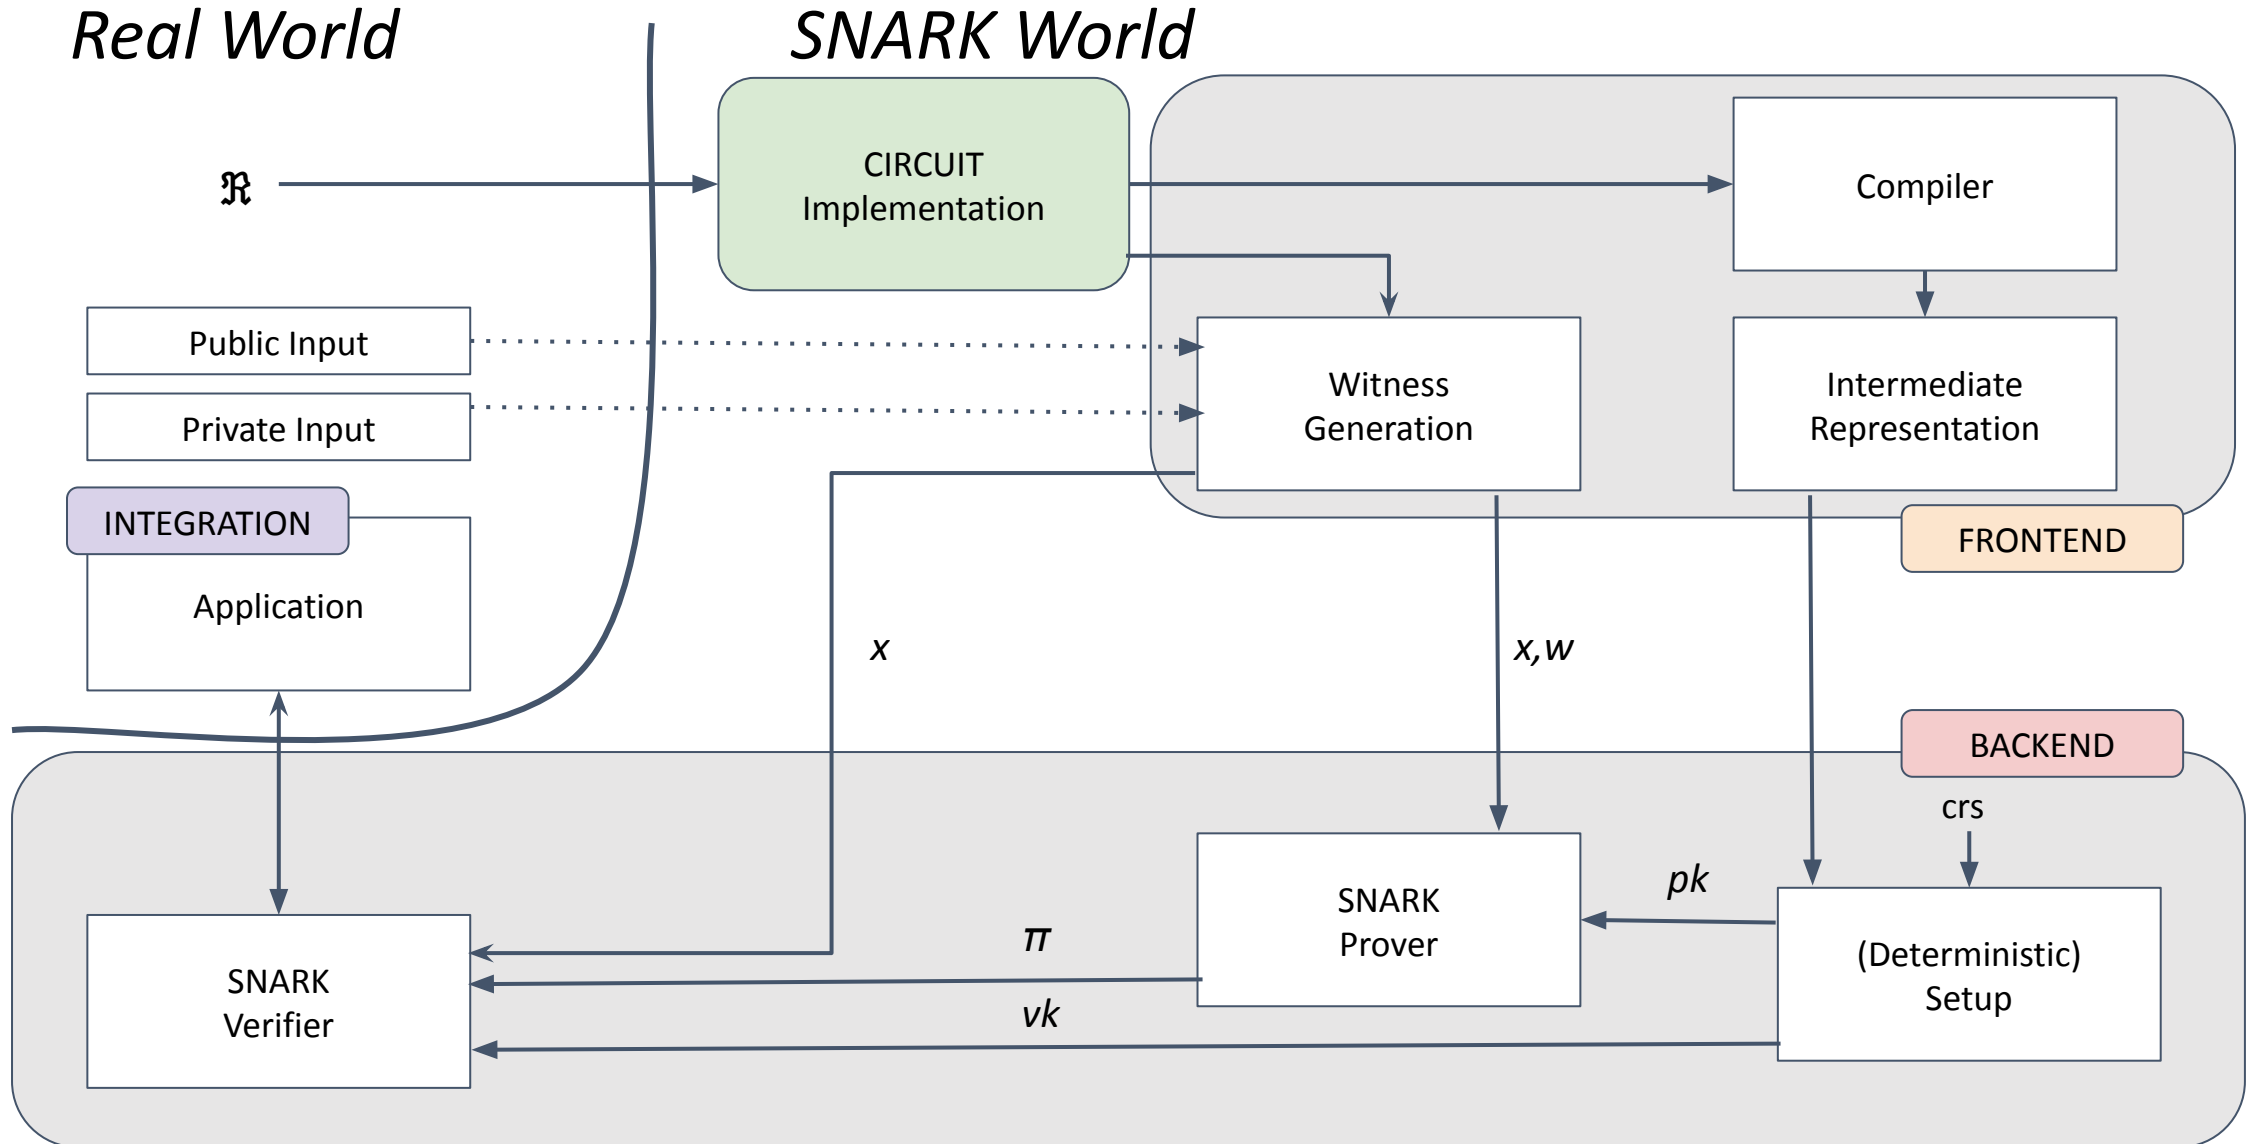 Real World
SNARK World
ℜ
CIRCUIT
Implementation
Compiler
Public Input
Private Input
Witness
Generation
Intermediate
Representation
INTEGRATION
Application
FRONTEND
x
x,w
BACKEND
crs
pk
SNARK
Prover
(Deterministic)
Setup
π
vk
SNARK
Verifier